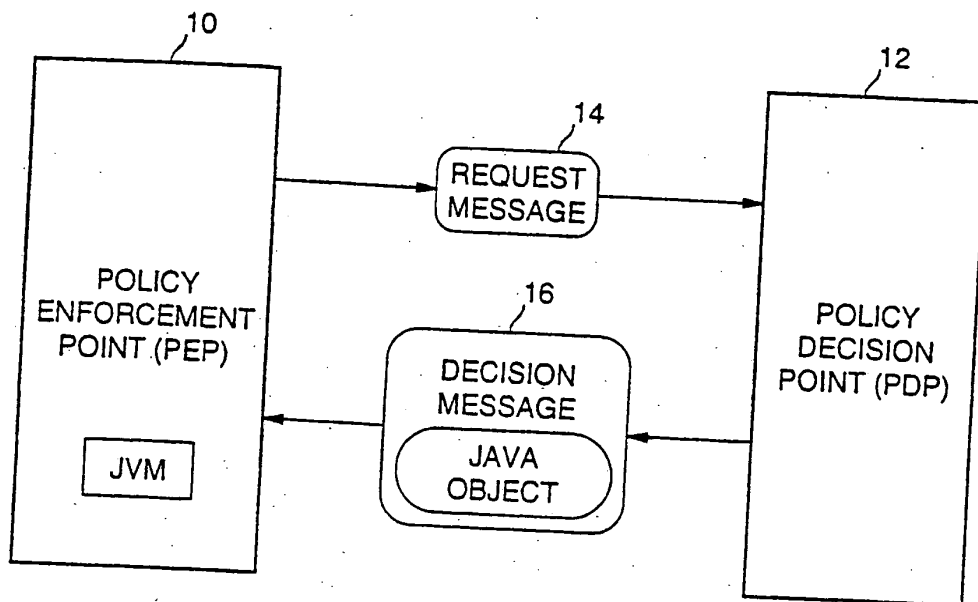 10
12
14
REQUEST
MESSAGE
POLICY
ENFORCEMENT
POINT (PEP)
JVM
16
DECISION
MESSAGE
JAVA
OBJECT
POLICY
DECISION
POINT (PDP)